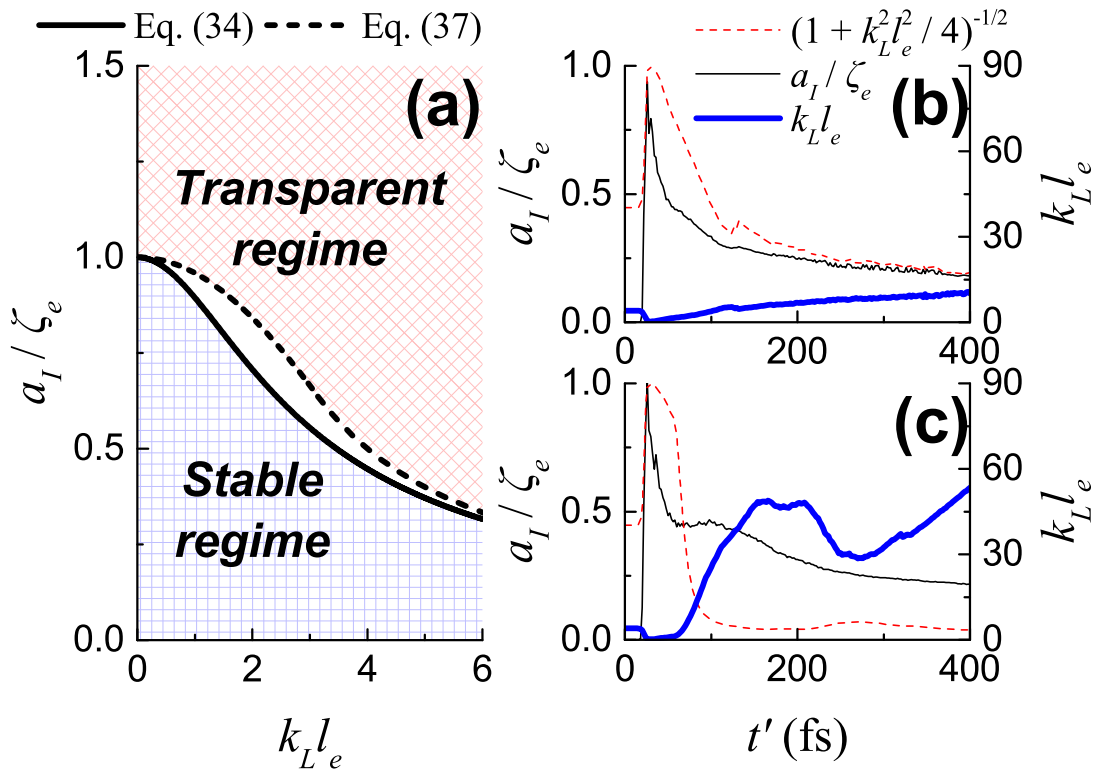 Eq. (34) Eq. (37)
(a)
1.5
1.0
0.5
0.0
0 2 4 6
a_I / ζ_e
k_L l_e
Transparent
regime
Stable
regime
(1 + k_L^2 l_e^2 / 4)^{-1/2}
a_I / ζ_e
k_L l_e
(b)
1.0
0.5
0.0
90
60
30
0
0 200 400
a_I / ζ_e
k_L l_e
(c)
1.0
0.5
0.0
90
60
30
0
0 200 400
a_I / ζ_e
k_L l_e
t′ (fs)